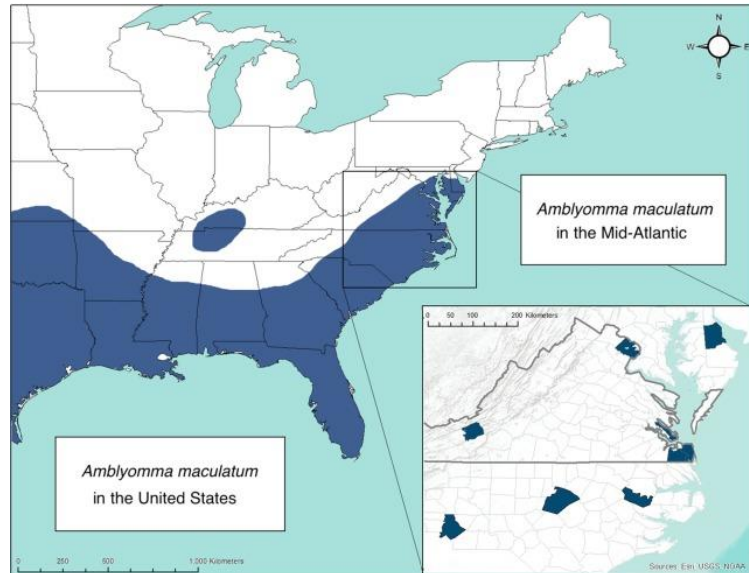 N
W E
S
Amblyomma maculatum
in the Mid-Atlantic
0 50 100 200 Kilometers
Amblyomma maculatum
in the United States
0 250 500 1,000 Kilometers
Sources: Esri, USGS, NOAA